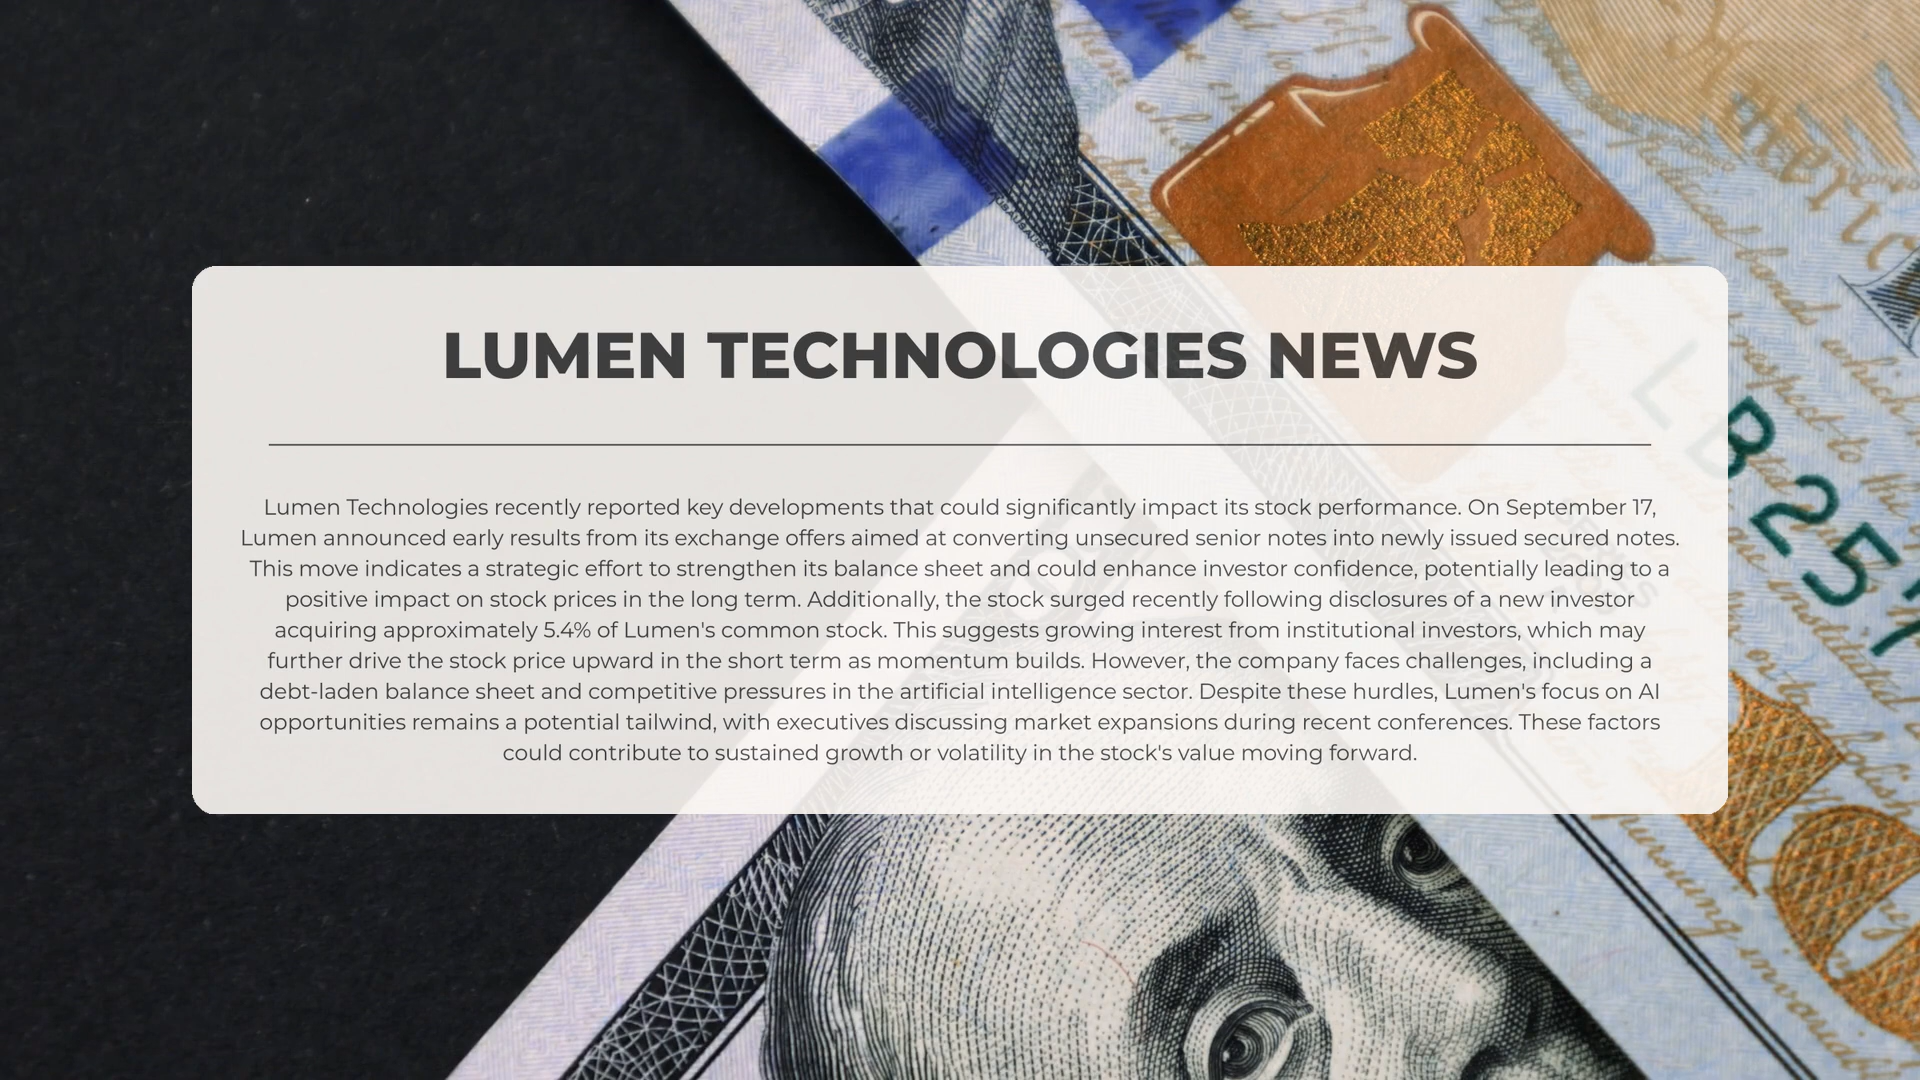 LUMEN TECHNOLOGIES NEWS
Lumen Technologies recently reported key developments that could significantly impact its stock performance. On September 17,
Lumen announced early results from its exchange offers aimed at converting unsecured senior notes into newly issued secured notes.
This move indicates a strategic effort to strengthen its balance sheet and could enhance investor confidence, potentially leading to a
positive impact on stock prices in the long term. Additionally, the stock surged recently following disclosures of a new investor
acquiring approximately 5.4% of Lumen's common stock. This suggests growing interest from institutional investors, which may
further drive the stock price upward in the short term as momentum builds. However, the company faces challenges, including a
debt-laden balance sheet and competitive pressures in the artificial intelligence sector. Despite these hurdles, Lumen's focus on AI
opportunities remains a potential tailwind, with executives discussing market expansions during recent conferences. These factors
could contribute to sustained growth or volatility in the stock's value moving forward.
LB25